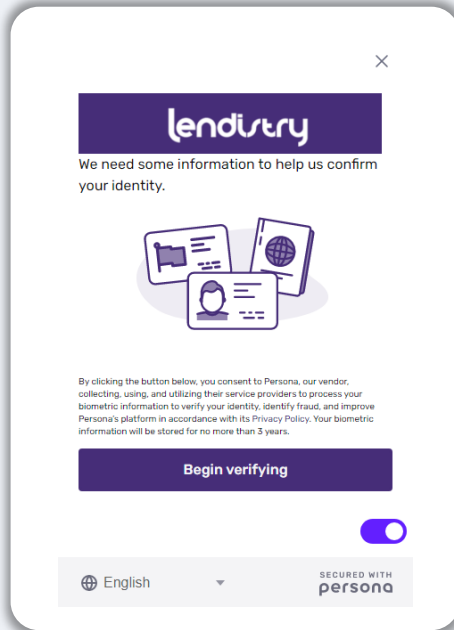 lendistry
We need some information to help us confirm
your identity.
By clicking the button below, you consent to Persona, our vendor,
collecting, using, and utilizing their service providers to process your
biometric information to verify your identity, identify fraud, and improve
Persona's platform in accordance with its Privacy Policy. Your biometric
information will be stored for no more than 3 years.
Begin verifying
English
SECURED WITH
persona